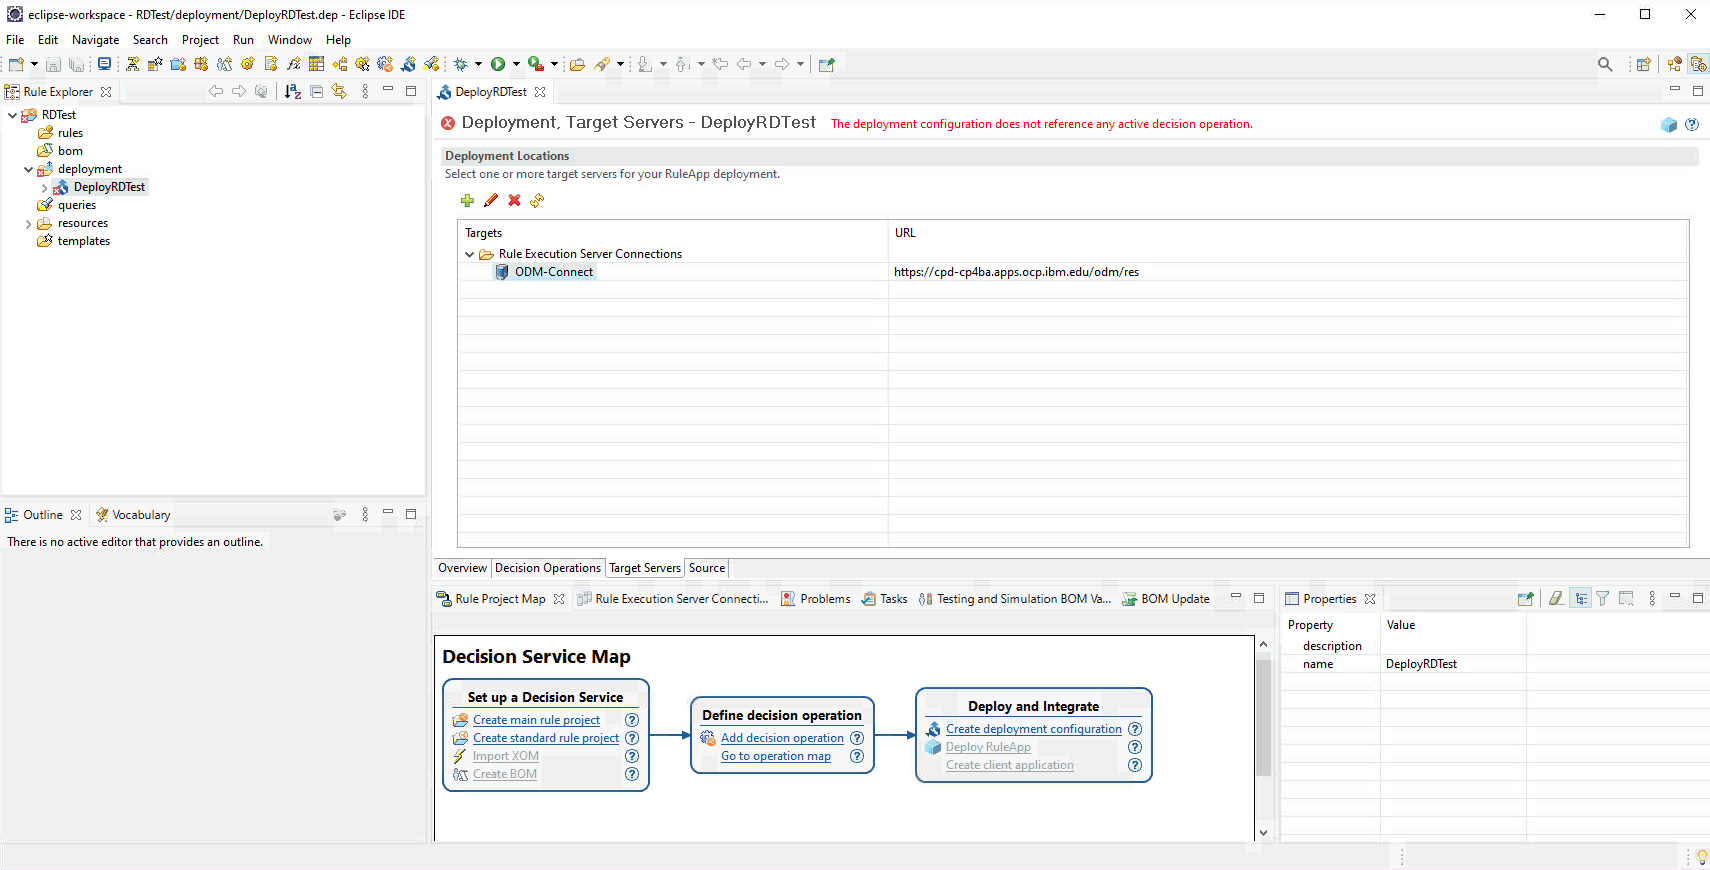 eclipse-workspace - RDTest/deployment/DeployRDTest.dep - Eclipse IDE
File Edit Navigate Search Project Run Window Help
Rule Explorer
RDTest
rules
bom
deployment
DeployRDTest
queries
resources
templates
DeployRDTest
Deployment, Target Servers - DeployRDTest The deployment configuration does not reference any active decision operation.
Deployment Locations
Select one or more target servers for your RuleApp deployment.
Targets URL
Rule Execution Server Connections
ODM-Connect https://cpd-cp4ba.apps.ocp.ibm.edu/odm/res
Overview Decision Operations Target Servers Source
Outline Vocabulary
There is no active editor that provides an outline.
Rule Project Map Rule Execution Server Connecti... Problems Tasks Testing and Simulation BOM Va... BOM Update
Decision Service Map
Set up a Decision Service
Create main rule project
Create standard rule project
Import XOM
Create BOM
Define decision operation
Add decision operation
Go to operation map
Deploy and Integrate
Create deployment configuration
Deploy RuleApp
Create client application
Properties
Property Value
description
name DeployRDTest